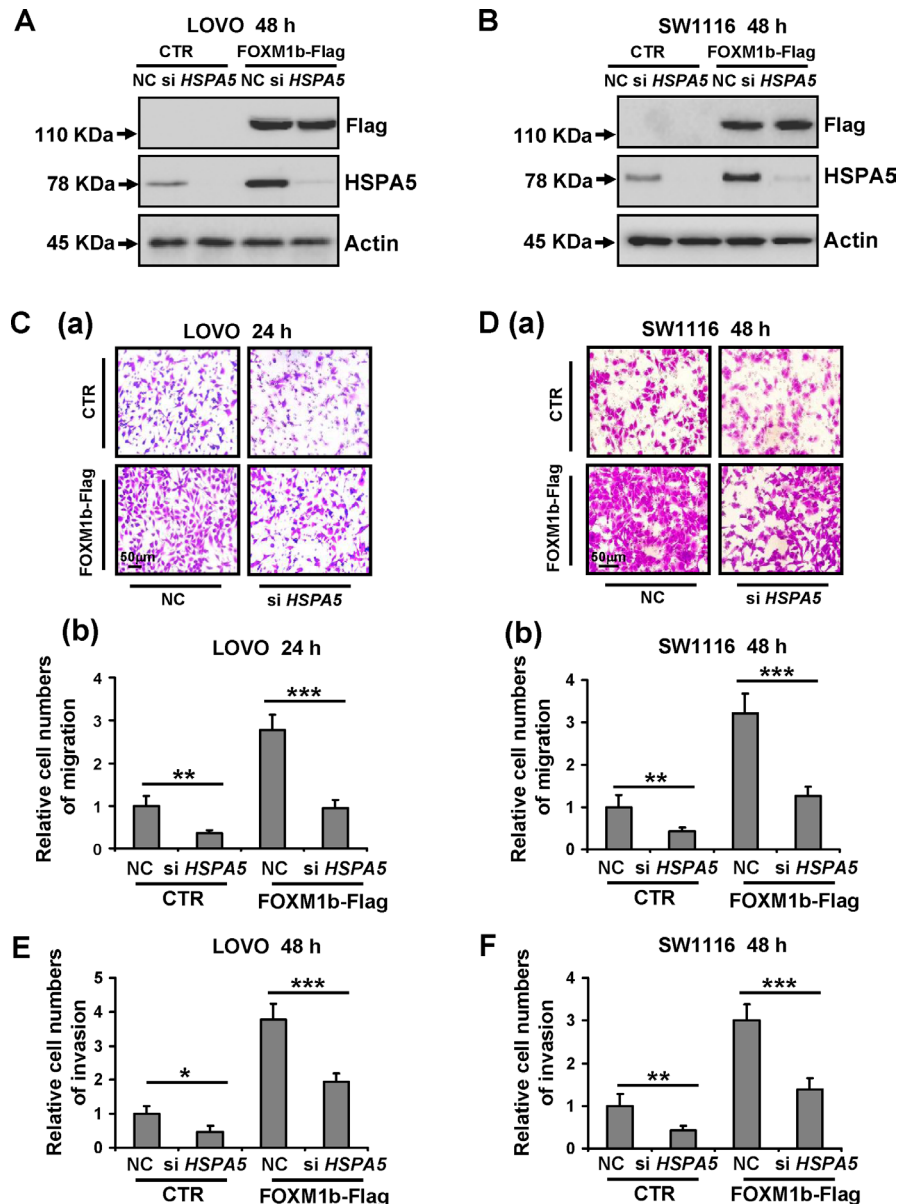 A
LOVO 48 h
CTR FOXM1b-Flag
NC si HSPA5 NC si HSPA5
110 KDa Flag
78 KDa HSPA5
45 KDa Actin
B
SW1116 48 h
CTR FOXM1b-Flag
NC si HSPA5 NC si HSPA5
110 KDa Flag
78 KDa HSPA5
45 KDa Actin
C (a)
LOVO 24 h
CTR
FOXM1b-Flag
50μm
NC si HSPA5
D (a)
SW1116 48 h
CTR
FOXM1b-Flag
50μm
NC si HSPA5
(b)
LOVO 24 h
Relative cell numbers
of migration
4
3
2
1
0
**
***
NC si HSPA5 NC si HSPA5
CTR FOXM1b-Flag
(b)
SW1116 48 h
Relative cell numbers
of migration
4
3
2
1
0
**
***
NC si HSPA5 NC si HSPA5
CTR FOXM1b-Flag
E
LOVO 48 h
Relative cell numbers
of invasion
5
4
3
2
1
0
*
***
NC si HSPA5 NC si HSPA5
CTR FOXM1b-Flag
F
SW1116 48 h
Relative cell numbers
of invasion
4
3
2
1
0
**
***
NC si HSPA5 NC si HSPA5
CTR FOXM1b-Flag